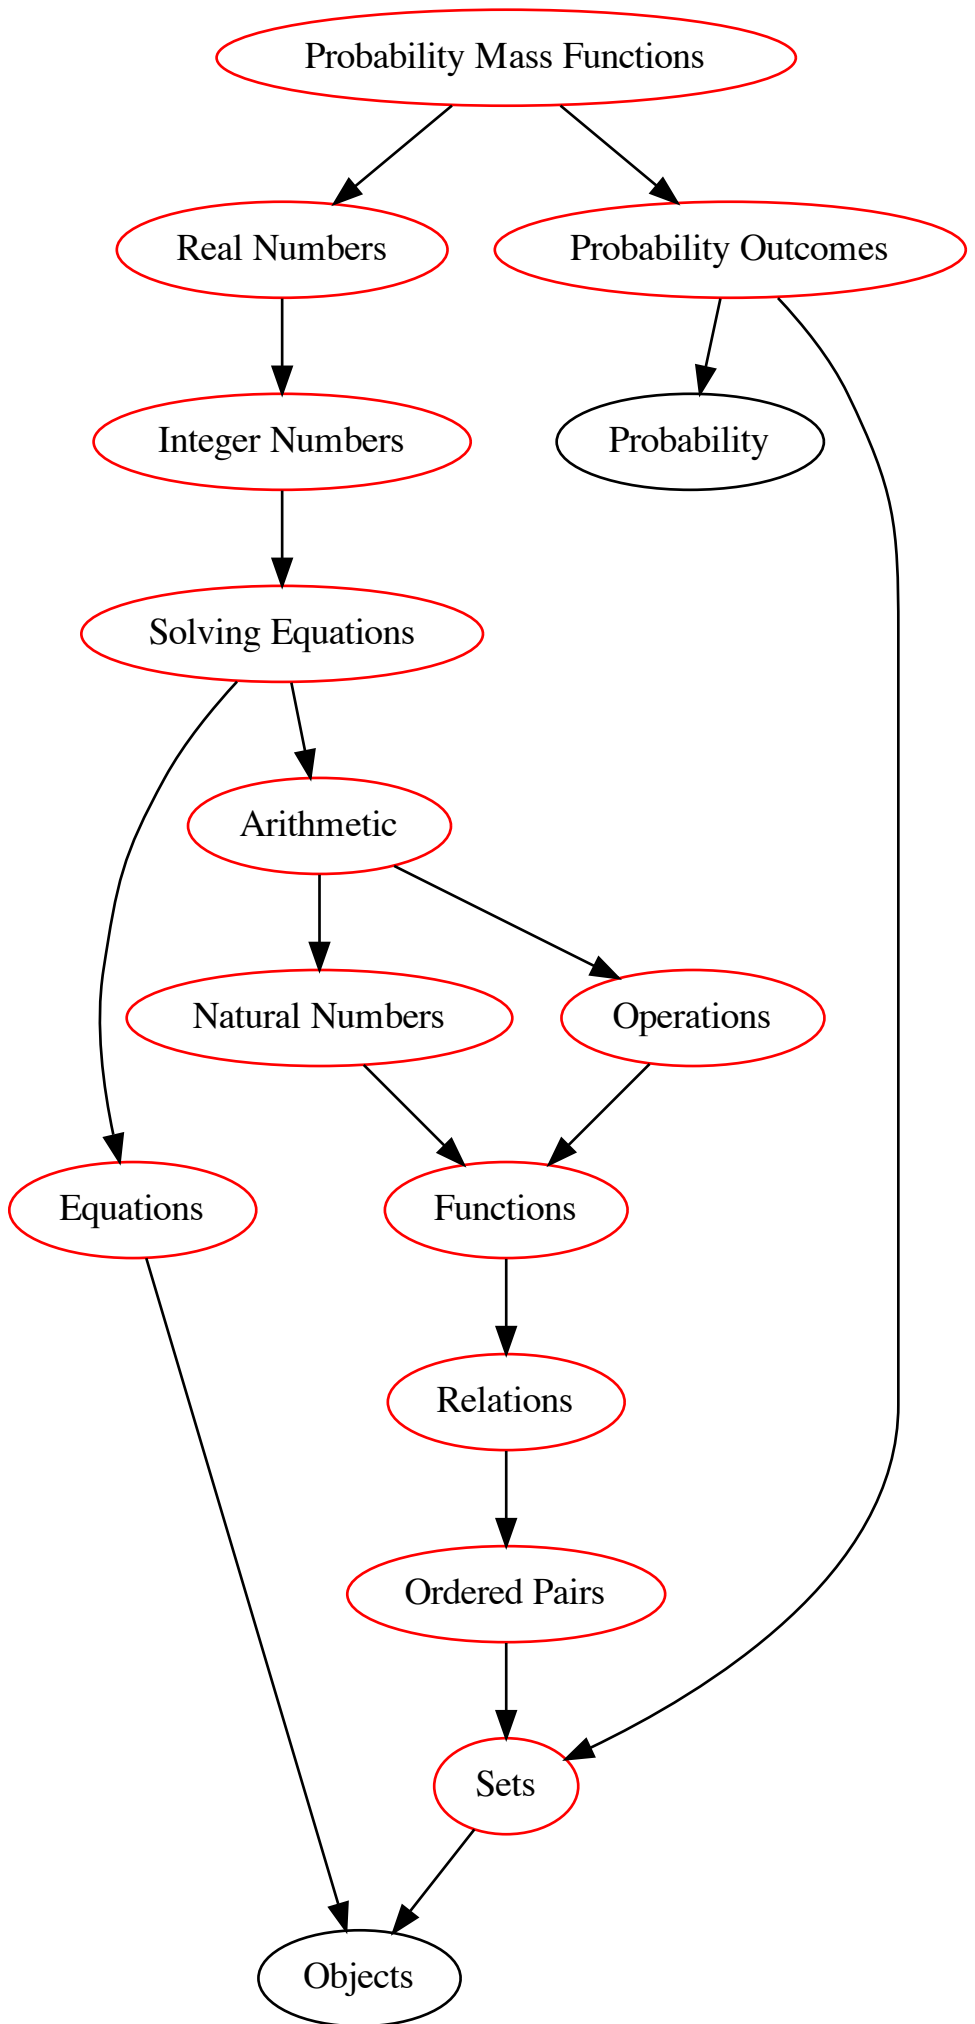 Probability Mass Functions
Real Numbers
Probability Outcomes
Integer Numbers
Probability
Solving Equations
Arithmetic
Natural Numbers
Operations
Equations
Functions
Relations
Ordered Pairs
Sets
Objects